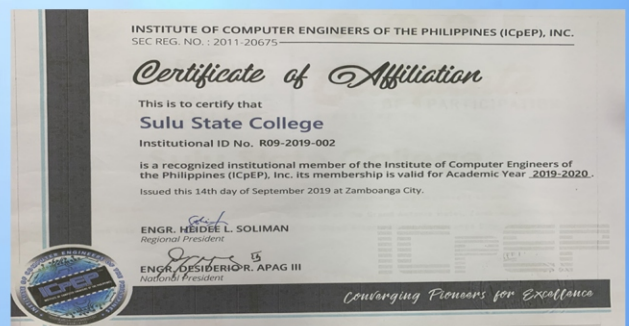 INSTITUTE OF COMPUTER ENGINEERS OF THE PHILIPPINES (ICpEP), INC.
SEC REG. NO. : 2011-20675
Certificate of Affiliation
This is to certify that
Sulu State College
Institutional ID No. R09-2019-002
is a recognized institutional member of the Institute of Computer Engineers of
the Philippines (ICpEP), Inc. its membership is valid for Academic Year 2019-2020.
Issued this 14th day of September 2019 at Zamboanga City.
ENGR. HEIDEE L. SOLIMAN
Regional President
ENGR. DESIDERIO R. APAG III
National President
ICpEP
Converging Pioneers for Excellence